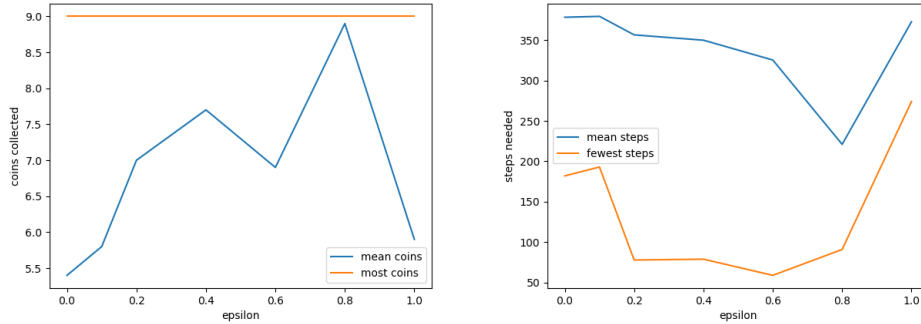 9.0
8.5
8.0
7.5
7.0
6.5
6.0
5.5
coins collected
mean coins
most coins
0.0 0.2 0.4 0.6 0.8 1.0
epsilon
350
300
250
200
150
100
50
steps needed
mean steps
fewest steps
0.0 0.2 0.4 0.6 0.8 1.0
epsilon